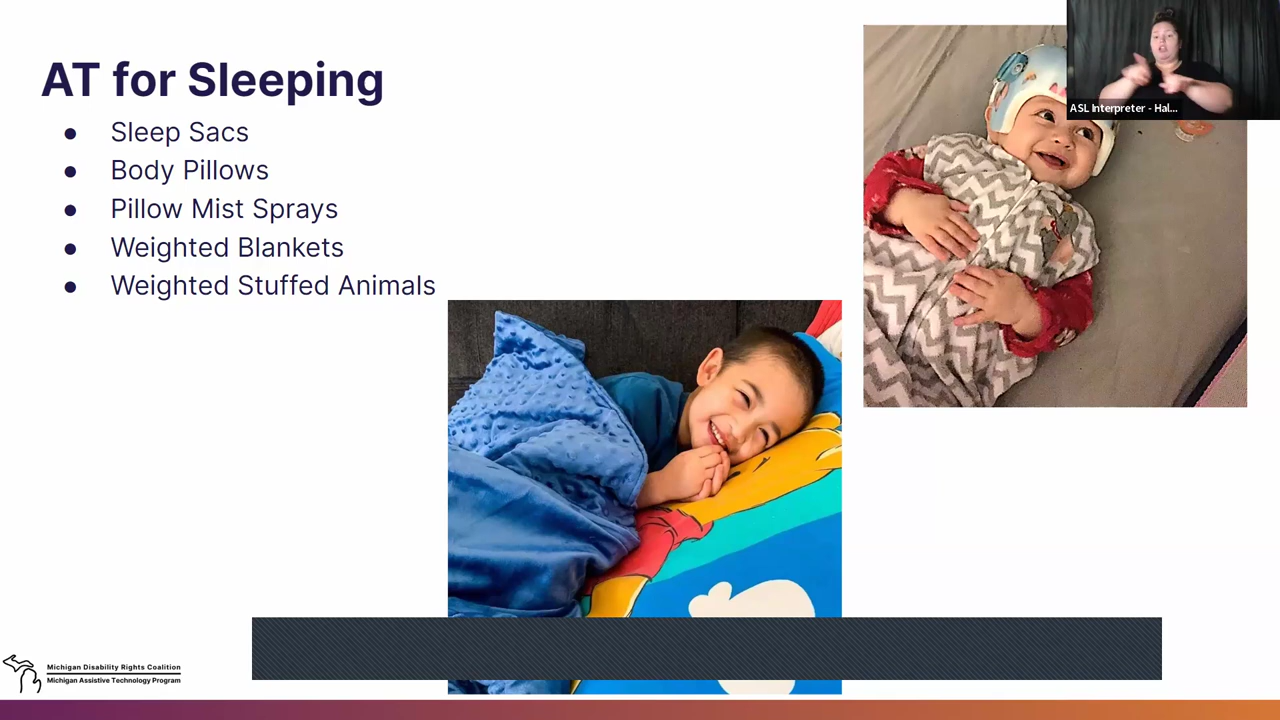 AT for Sleeping
● Sleep Sacs
● Body Pillows
● Pillow Mist Sprays
● Weighted Blankets
● Weighted Stuffed Animals
ASL Interpreter - Hal...
Michigan Disability Rights Coalition
Michigan Assistive Technology Program